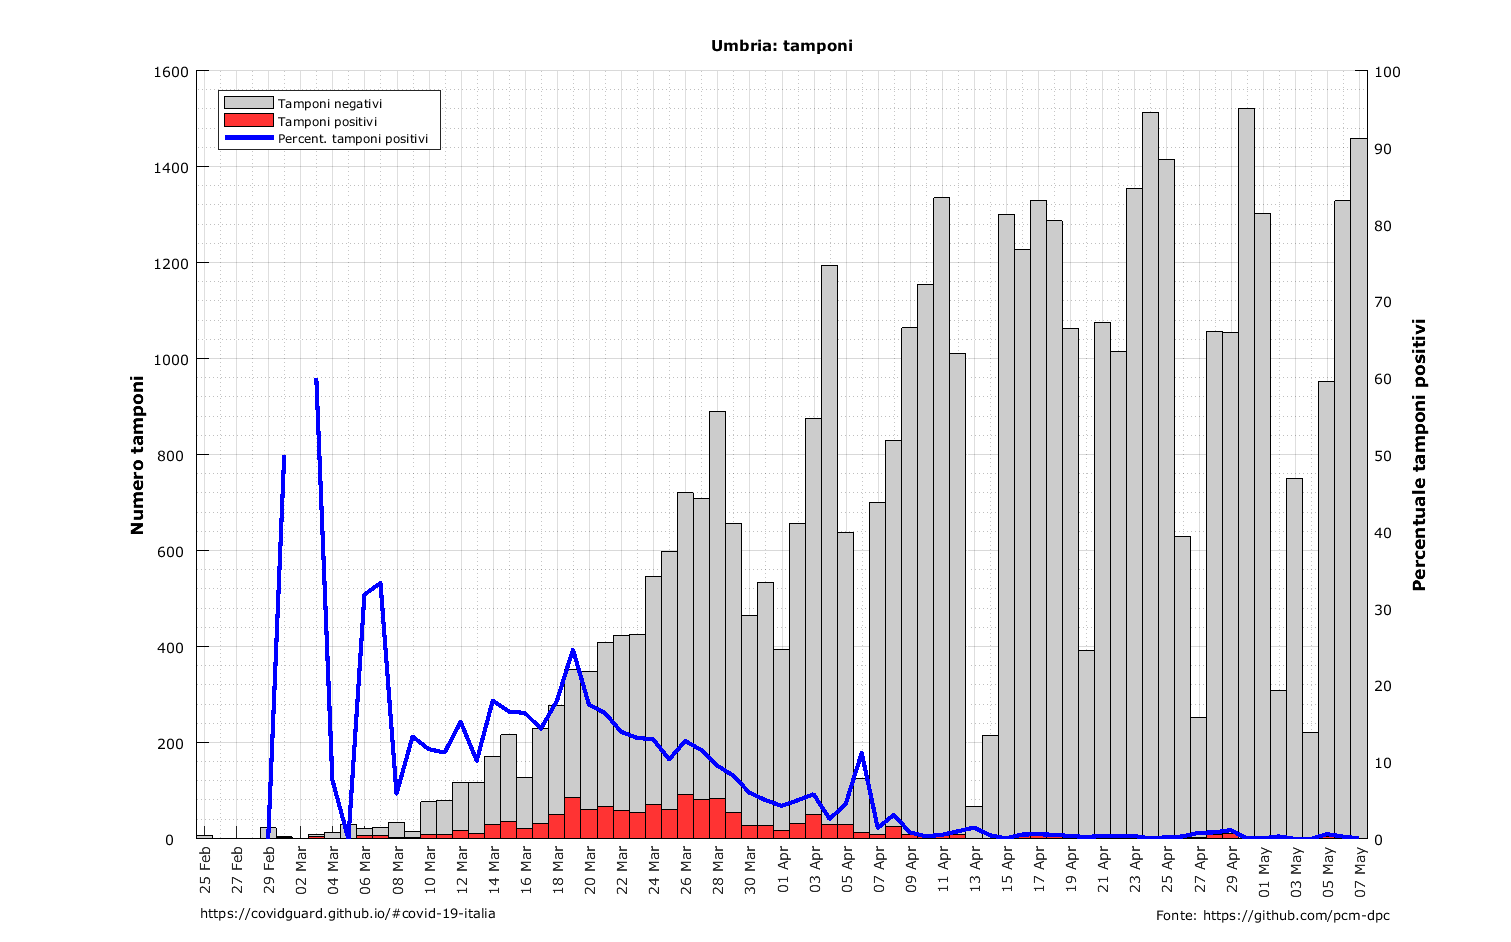 Umbria: tamponi
Tamponi negativi
Tamponi positivi
Percent. tamponi positivi
Numero tamponi
1600
1400
1200
1000
800
600
400
200
0
100
90
80
70
60
50
40
30
20
10
0
Percentuale tamponi positivi
25 Feb
27 Feb
29 Feb
02 Mar
04 Mar
06 Mar
08 Mar
10 Mar
12 Mar
14 Mar
16 Mar
18 Mar
20 Mar
22 Mar
24 Mar
26 Mar
28 Mar
30 Mar
01 Apr
03 Apr
05 Apr
07 Apr
09 Apr
11 Apr
13 Apr
15 Apr
17 Apr
19 Apr
21 Apr
23 Apr
25 Apr
27 Apr
29 Apr
01 May
03 May
05 May
07 May
https://covidguard.github.io/#covid-19-italia
Fonte: https://github.com/pcm-dpc